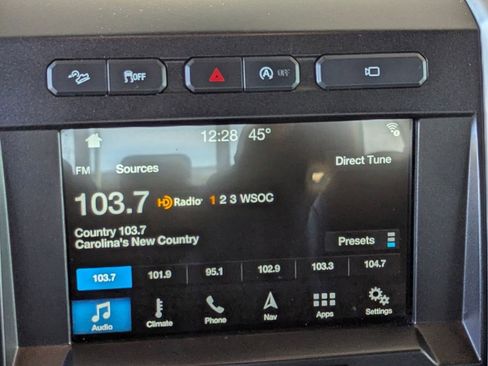 OFF
A OFF
12:28 45°
FM Sources Direct Tune
103.7 HD Radio 1 2 3 WSOC
Country 103.7
Carolina's New Country
Presets
103.7 101.9 95.1 102.9 103.3 104.7
Audio Climate Phone Nav Apps Settings